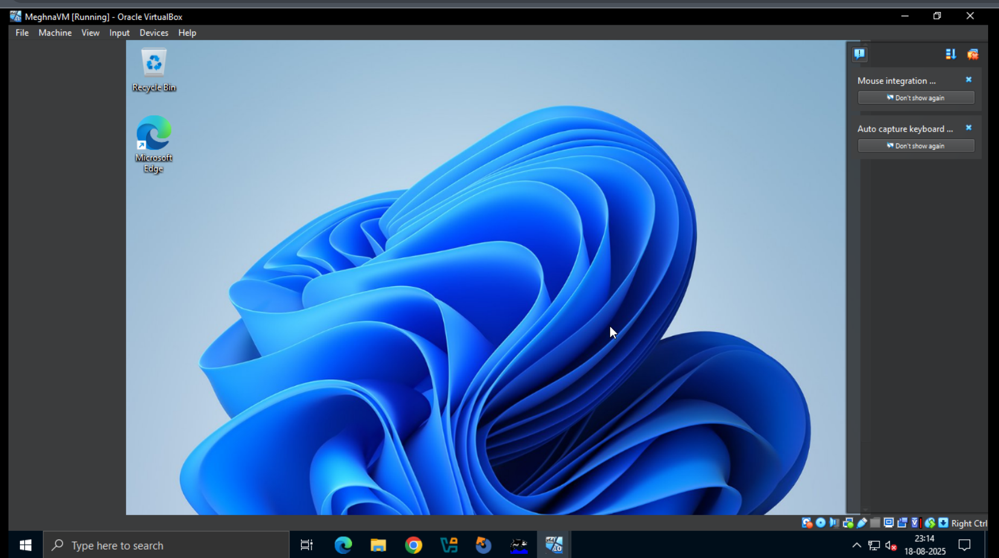 MeghnaVM [Running] - Oracle VirtualBox
File Machine View Input Devices Help
Recycle Bin
Microsoft
Edge
Mouse integration ...
Don't show again
Auto capture keyboard ...
Don't show again
Right Ctrl
Type here to search
23:14
18-08-2025